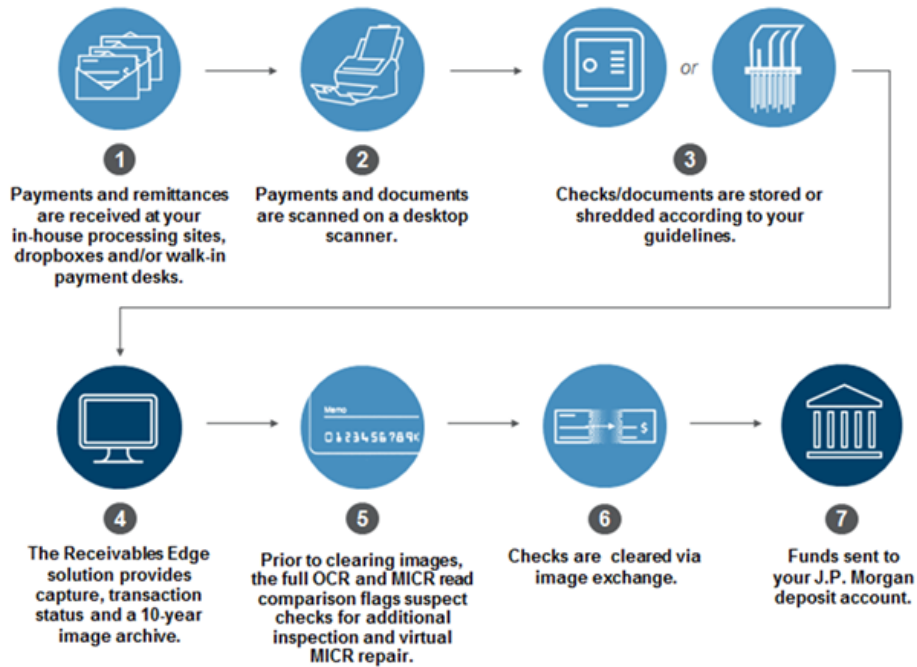 or
1
2
3
Payments and remittances
are received at your
in-house processing sites,
dropboxes and/or walk-in
payment desks.
Payments and documents
are scanned on a desktop
scanner.
Checks/documents are stored or
shredded according to your
guidelines.
Memo
0123456789<
$
$
4
5
6
7
The Receivables Edge
solution provides
capture, transaction
status and a 10-year
image archive.
Prior to clearing images,
the full OCR and MICR read
comparison flags suspect
checks for additional
inspection and virtual
MICR repair.
Checks are cleared via
image exchange.
Funds sent to
your J.P. Morgan
deposit account.